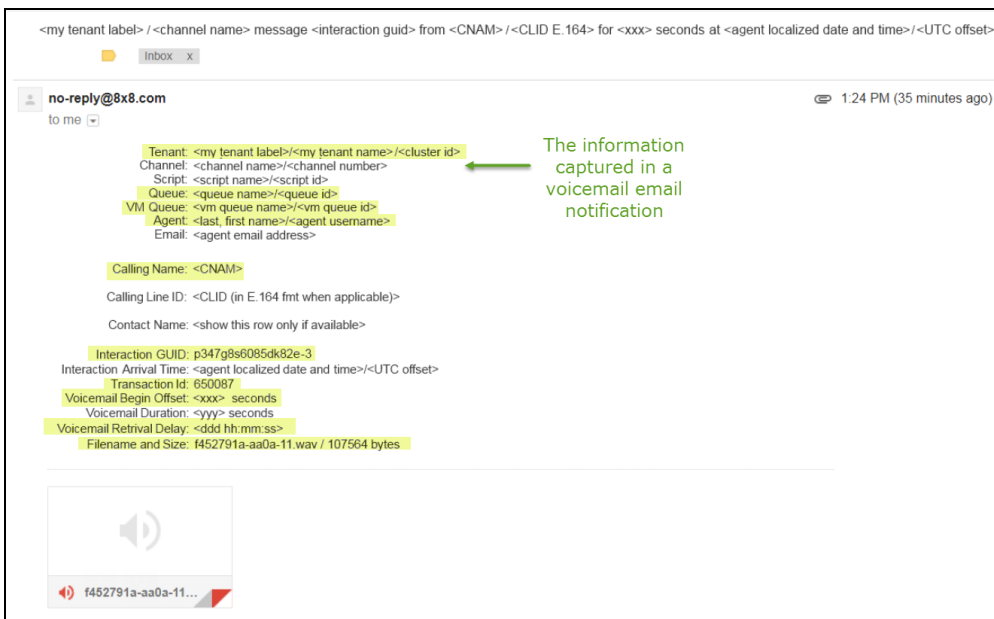 <my tenant label> / <channel name> message <interaction guid> from <CNAM> / <CLID E.164> for <xxx> seconds at <agent localized date and time>/<UTC offset>
Inbox x
no-reply@8x8.com
1:24 PM (35 minutes ago)
to me
Tenant: <my tenant label>/<my tenant name>/<cluster id>
Channel: <channel name>/<channel number>
Script: <script name>/<script id>
Queue: <queue name>/<queue id>
VM Queue: <vm queue name>/<vm queue id>
Agent: <last, first name>/<agent username>
Email: <agent email address>
The information
captured in a
voicemail email
notification
Calling Name: <CNAM>
Calling Line ID: <CLID (in E.164 fmt when applicable)>
Contact Name: <show this row only if available>
Interaction GUID: p347g8s6085dk82e-3
Interaction Arrival Time: <agent localized date and time>/<UTC offset>
Transaction Id: 650087
Voicemail Begin Offset: <xxx> seconds
Voicemail Duration: <yyy> seconds
Voicemail Retrival Delay: <ddd hh:mm:ss>
Filename and Size: f452791a-aa0a-11.wav / 107564 bytes
f452791a-aa0a-11...